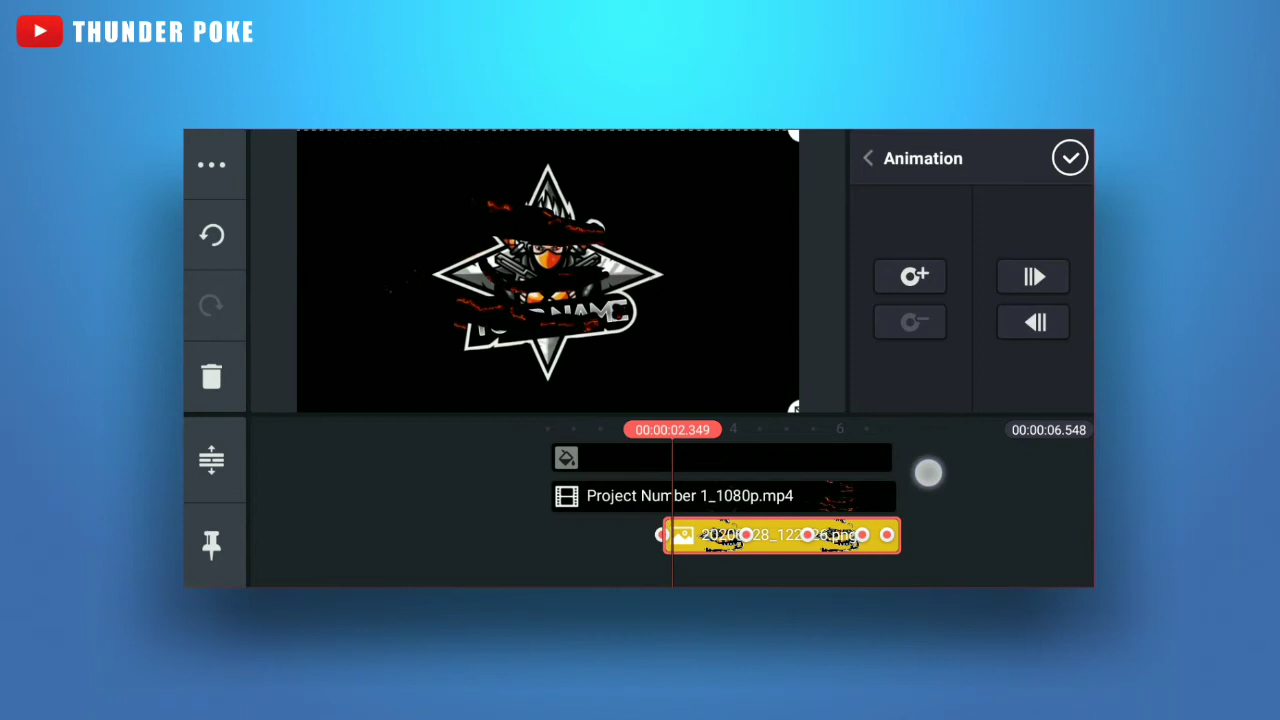 THUNDER POKE
Animation
00:00:02.349
4
6
00:00:06.548
Project Number 1_1080p.mp4